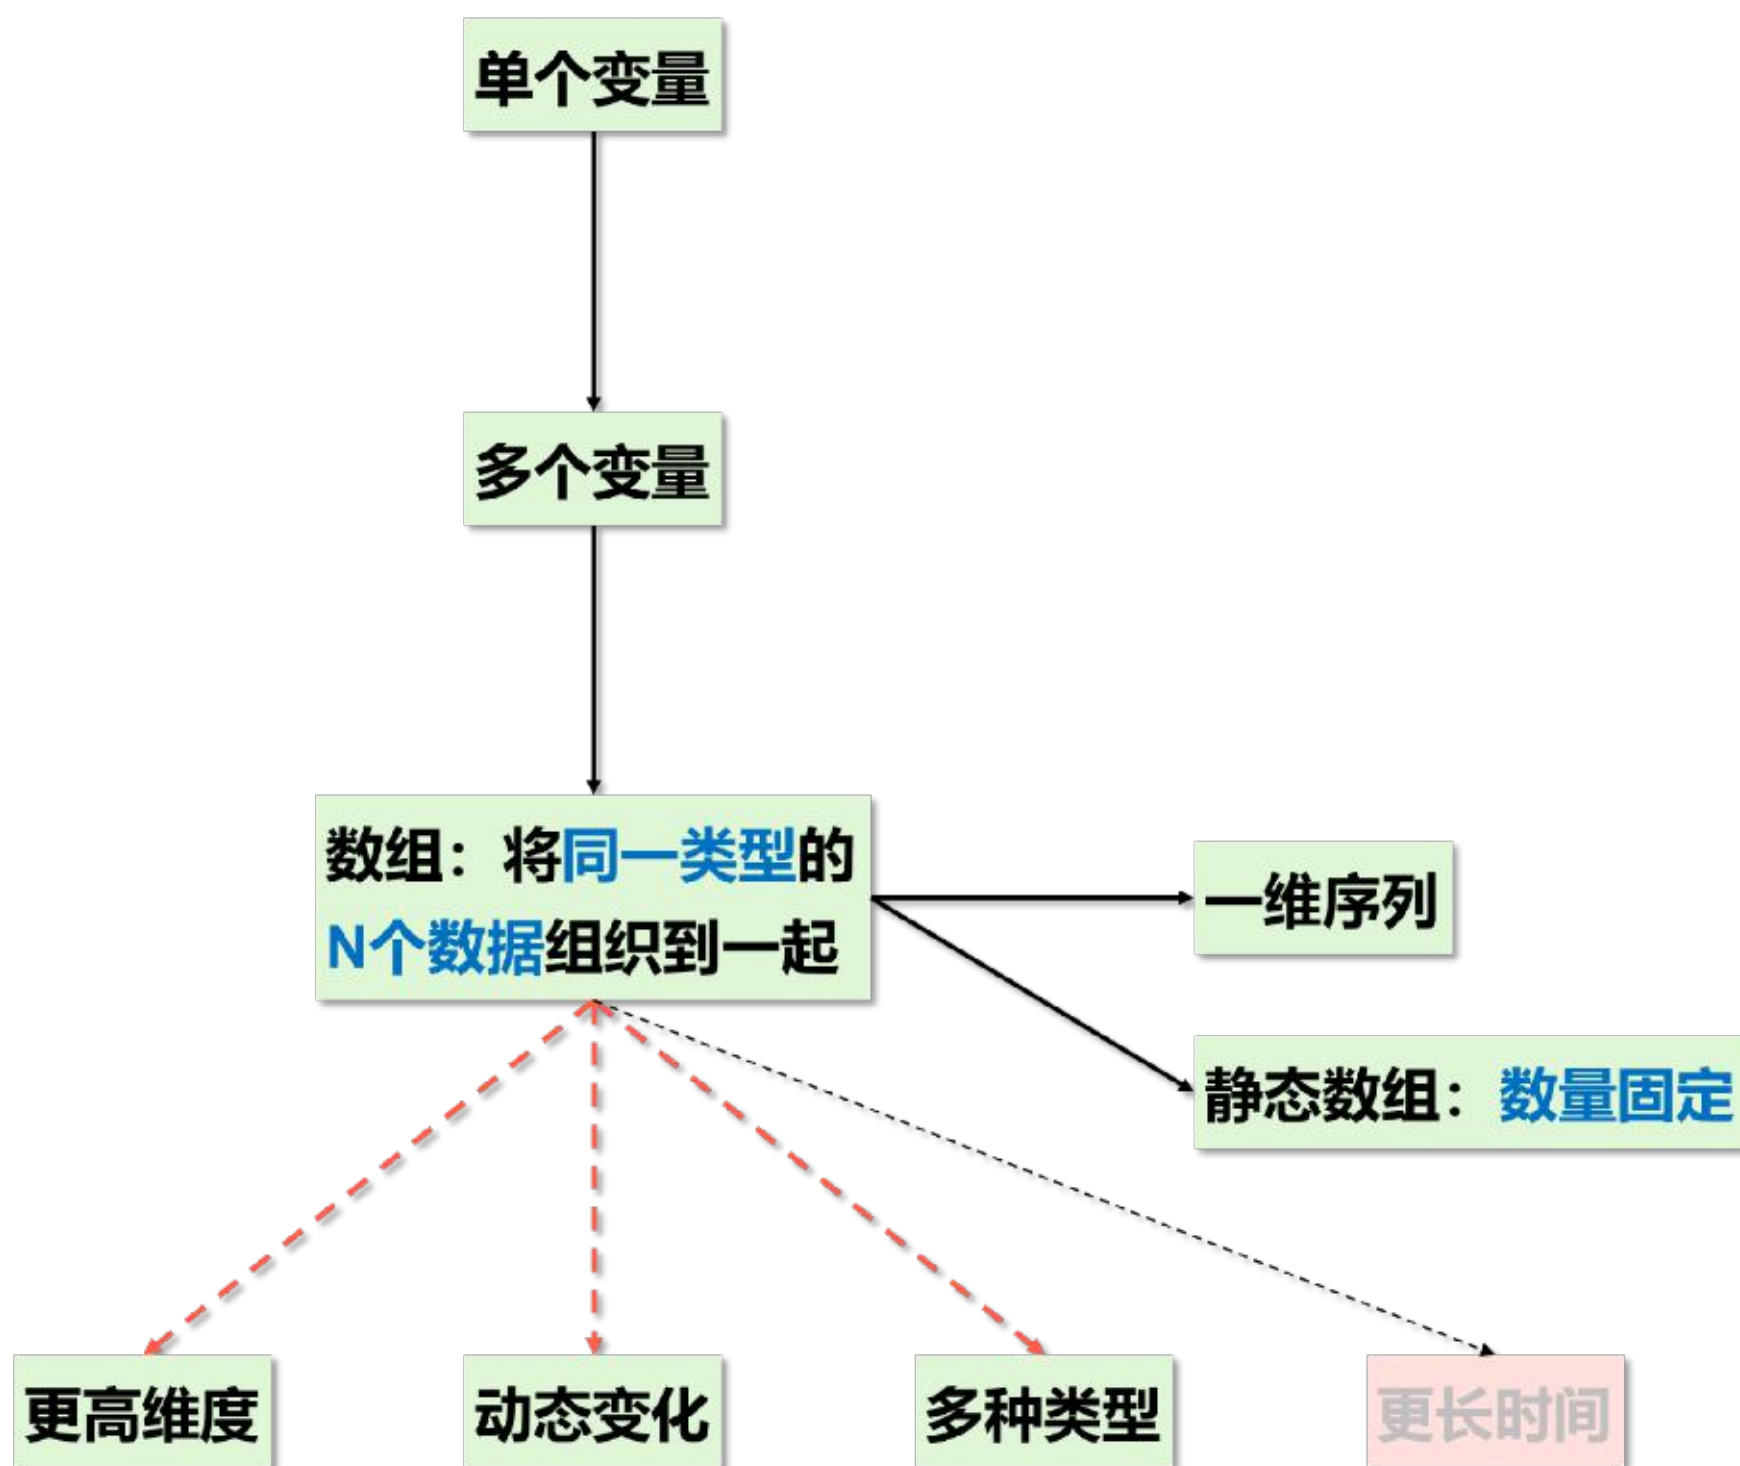 单个变量
多个变量
数组：将同一类型的
N个数据组织到一起
一维序列
静态数组：数量固定
更高维度
动态变化
多种类型
更长时间